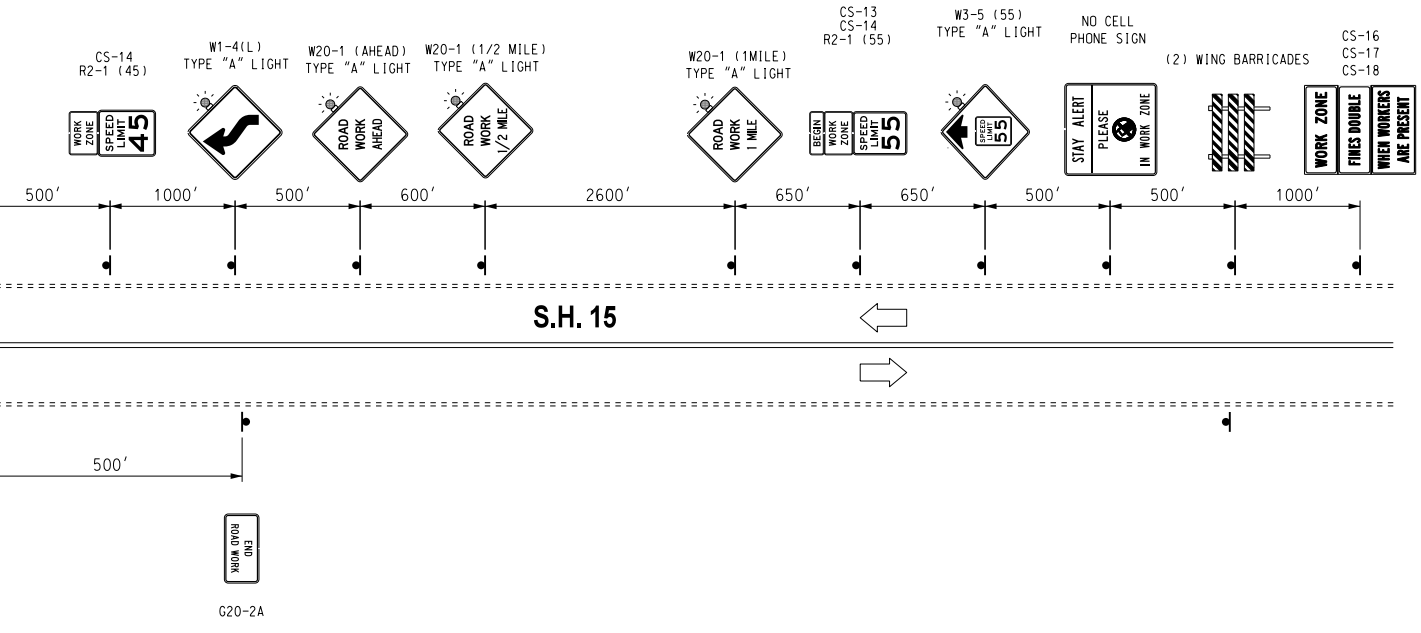 CS-14
R2-1 (45)
W1-4(L)
TYPE "A" LIGHT
W20-1 (AHEAD)
TYPE "A" LIGHT
W20-1 (1/2 MILE)
TYPE "A" LIGHT
W20-1 (1MILE)
TYPE "A" LIGHT
CS-13
CS-14
R2-1 (55)
W3-5 (55)
TYPE "A" LIGHT
NO CELL
PHONE SIGN
(2) WING BARRICADES
CS-16
CS-17
CS-18
WORK
ZONE
SPEED
LIMIT
45
ROAD
WORK
AHEAD
ROAD
WORK
1/2 MILE
ROAD
WORK
1 MILE
BEGIN
WORK
ZONE
SPEED
LIMIT
55
SPEED
LIMIT
55
STAY ALERT
PLEASE
IN WORK ZONE
WORK ZONE
FINES DOUBLE
WHEN WORKERS
ARE PRESENT
500'
1000'
500'
600'
2600'
650'
650'
500'
500'
1000'
S.H. 15
500'
END
ROAD WORK
G20-2A